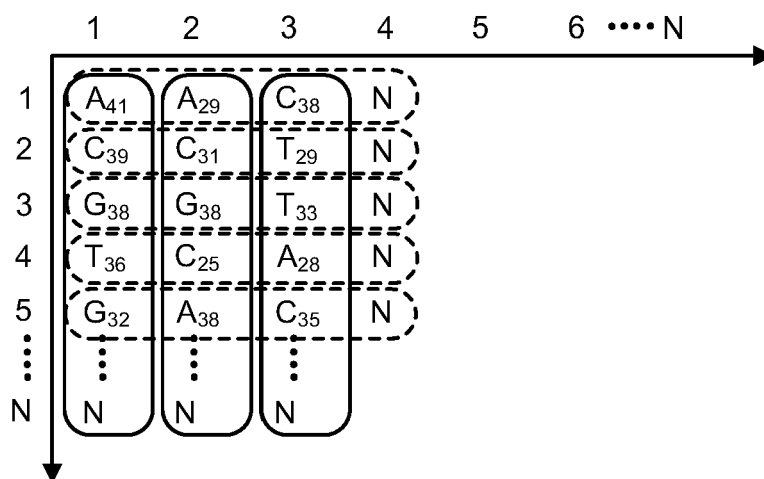 1 2 3 4 5 6 ····· N
1 A₄₁ A₂₉ C₃₈ N
2 C₃₉ C₃₁ T₂₉ N
3 G₃₈ G₃₈ T₃₃ N
4 T₃₆ C₂₅ A₂₈ N
5 G₃₂ A₃₈ C₃₅ N
N N N N